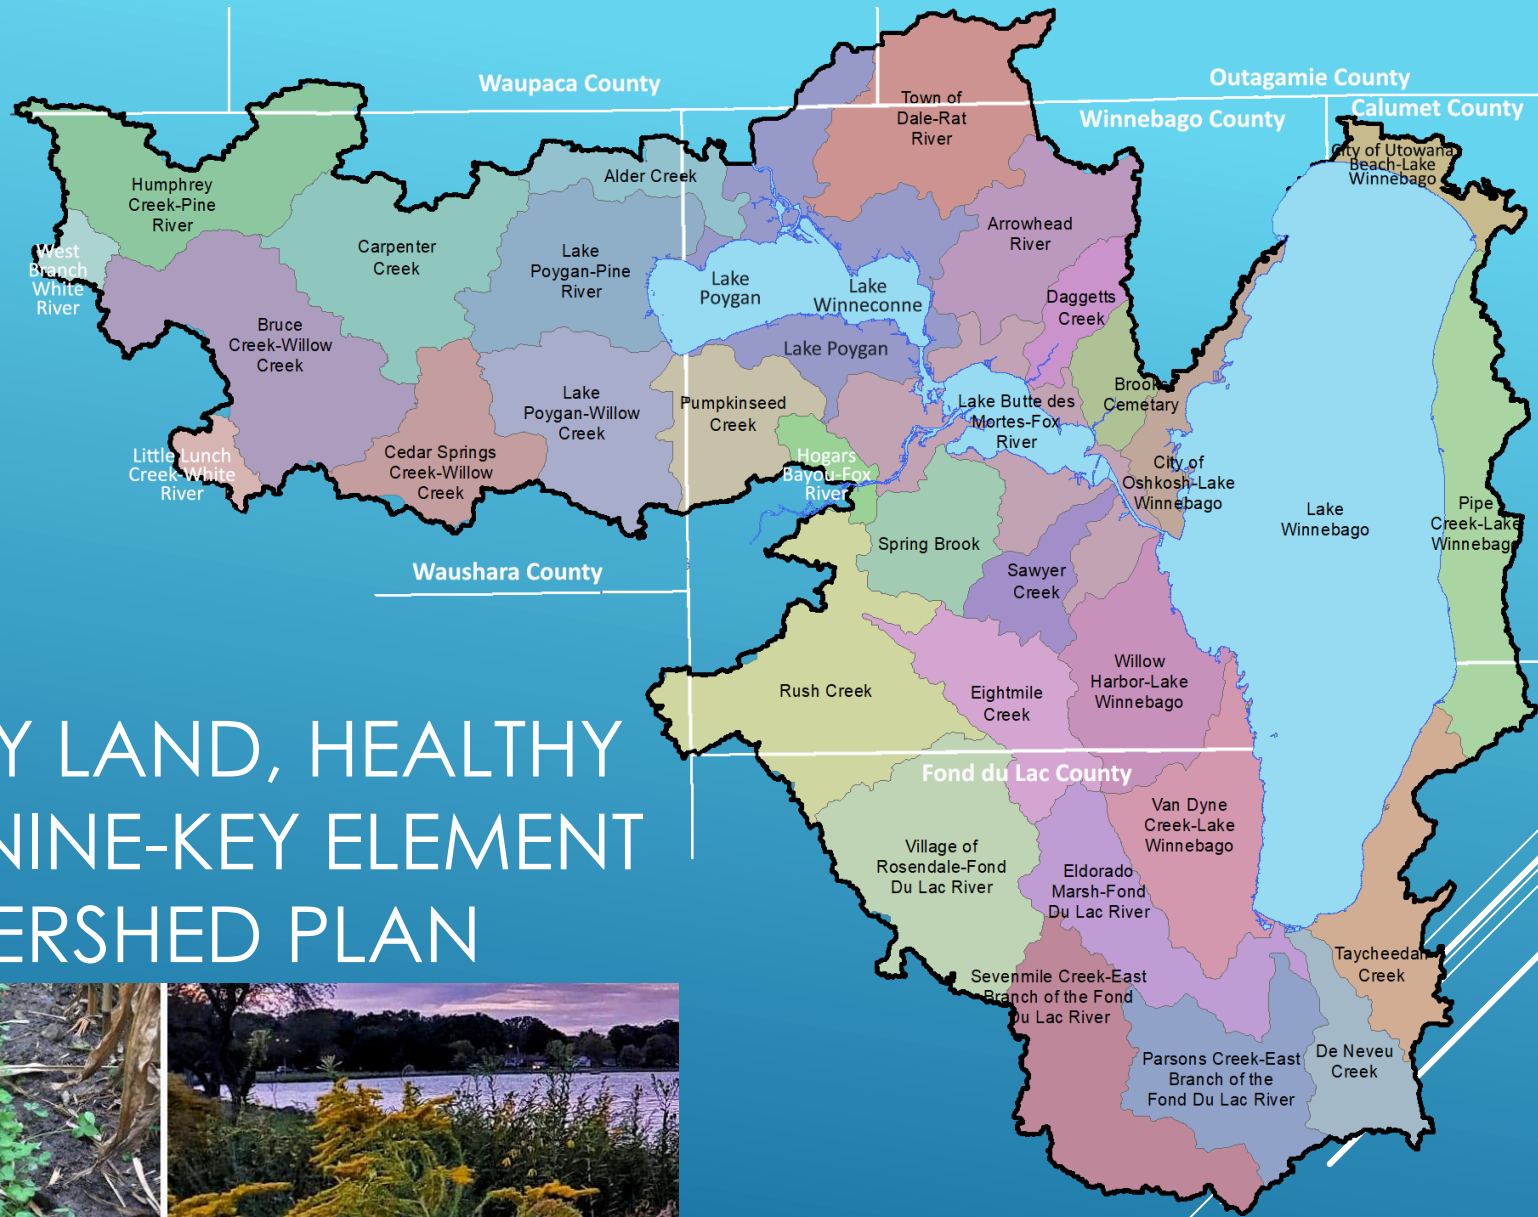 Waupaca County
Outagamie County
Calumet County
Winnebago County
Town of
Dale-Rat
River
City of Utowana
Beach-Lake
Winnebago
Humphrey
Creek-Pine
River
Alder Creek
Arrowhead
River
West
Branch
White
River
Carpenter
Creek
Lake
Poygan-Pine
River
Lake
Poygan
Lake
Winneconne
Daggetts
Creek
Bruce
Creek-Willow
Creek
Lake Poygan
Lake
Poygan-Willow
Creek
Pumpkinseed
Creek
Lake Butte des
Mortes-Fox
River
Brooks
Cemetary
Little Lunch
Creek-White
River
Cedar Springs
Creek-Willow
Creek
Hogars
Bayou-Fox
River
City of
Oshkosh-Lake
Winnebago
Lake
Winnebago
Pipe
Creek-Lake
Winnebag
Spring Brook
Sawyer
Creek
Waushara County
Rush Creek
Eightmile
Creek
Willow
Harbor-Lake
Winnebago
Y LAND, HEALTHY
NINE-KEY ELEMENT
ERSHED PLAN
Fond du Lac County
Van Dyne
Creek-Lake
Winnebago
Village of
Rosendale-Fond
Du Lac River
Eldorado
Marsh-Fond
Du Lac River
Taycheedah
Creek
Sevenmile Creek-East
Branch of the Fond
Du Lac River
Parsons Creek-East
Branch of the
Fond Du Lac River
De Neveu
Creek